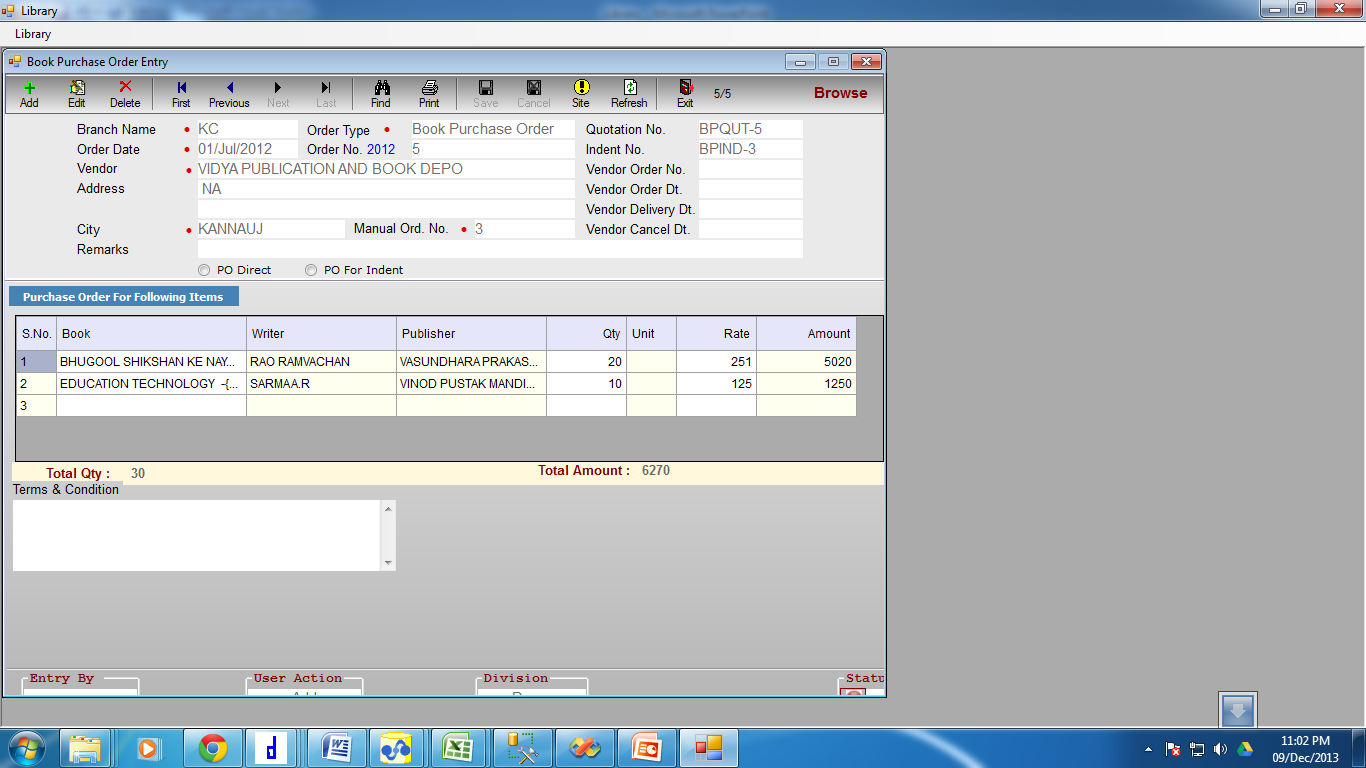 Library
Library
Book Purchase Order Entry
Add Edit Delete First Previous Next Last Find Print Save Cancel Site Refresh Exit 5/5 Browse
Branch Name • KC Order Type • Book Purchase Order Quotation No. BPQUT-5
Order Date • 01/Jul/2012 Order No. 2012 5 Indent No. BPIND-3
Vendor • VIDYA PUBLICATION AND BOOK DEPO Vendor Order No.
Address NA Vendor Order Dt.
Vendor Delivery Dt.
City • KANNAUJ Manual Ord. No. • 3 Vendor Cancel Dt.
Remarks
PO Direct PO For Indent
Purchase Order For Following Items
S.No. Book Writer Publisher Qty Unit Rate Amount
1 BHUGOOL SHIKSHAN KE NAY... RAO RAMVACHAN VASUNDHARA PRAKAS... 20 251 5020
2 EDUCATION TECHNOLOGY -{... SARMAA.R VINOD PUSTAK MANDI... 10 125 1250
3
Total Qty : 30 Total Amount : 6270
Terms & Condition
Entry By User Action Division Statu
11:02 PM
09/Dec/2013